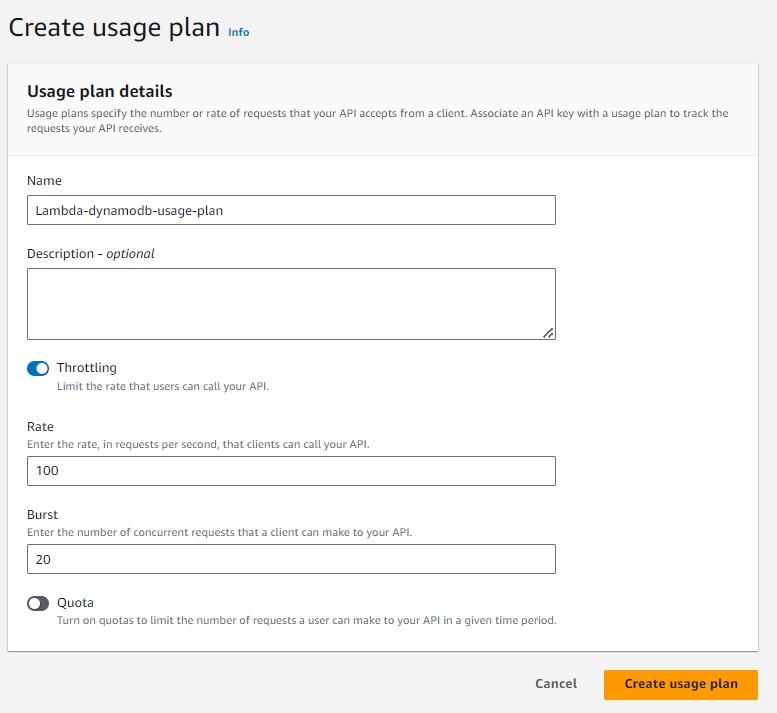 Create usage plan Info
Usage plan details
Usage plans specify the number or rate of requests that your API accepts from a client. Associate an API key with a usage plan to track the
requests your API receives.
Name
Lambda-dynamodb-usage-plan
Description - optional
Throttling
Limit the rate that users can call your API.
Rate
Enter the rate, in requests per second, that clients can call your API.
100
Burst
Enter the number of concurrent requests that a client can make to your API.
20
Quota
Turn on quotas to limit the number of requests a user can make to your API in a given time period.
Cancel Create usage plan